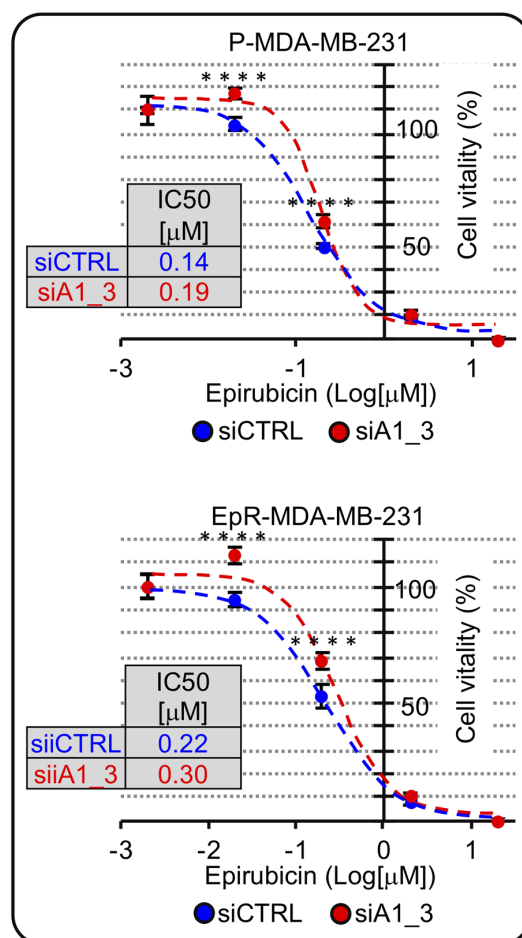 P-MDA-MB-231
* * * *
100
Cell vitality (%)
* * * *
IC50
[μM]
siCTRL 0.14
siA1_3 0.19
50
-3 -1 0 1
Epirubicin (Log[μM])
siCTRL siA1_3
EpR-MDA-MB-231
* * * *
100
Cell vitality (%)
* * * *
IC50
[μM]
siiCTRL 0.22
siiA1_3 0.30
50
-3 -2 -1 0 1
Epirubicin (Log[μM])
siCTRL siA1_3